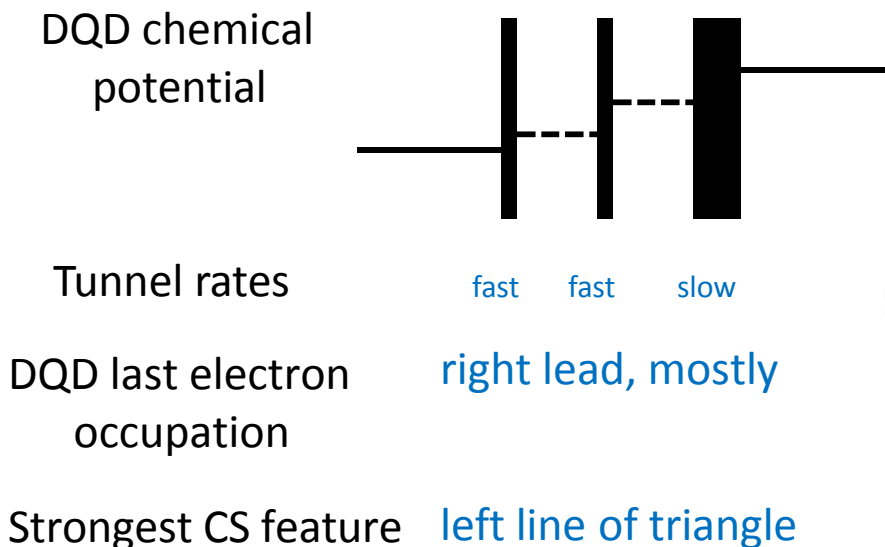 DQD chemical
potential
Tunnel rates
fast fast slow
DQD last electron
occupation
right lead, mostly
Strongest CS feature
left line of triangle